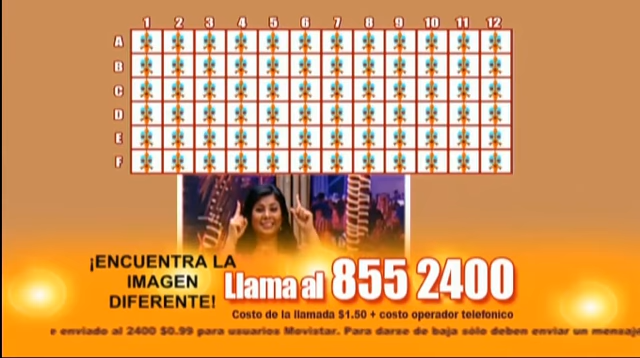 1 2 3 4 5 6 7 8 9 10 11 12
A
B
C
D
E
F
¡ENCUENTRA LA
IMAGEN
DIFERENTE!
Llama al 855 2400
Costo de la llamada $1.50 + costo operador telefonico
e enviado al 2400 $0.99 para usuarios Movistar. Para darse de baja sólo deben enviar un mensaje